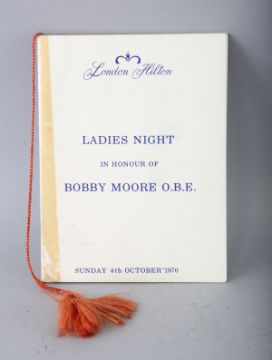 London Hilton
LADIES NIGHT
IN HONOUR OF
BOBBY MOORE O.B.E.
SUNDAY 4th OCTOBER 1970